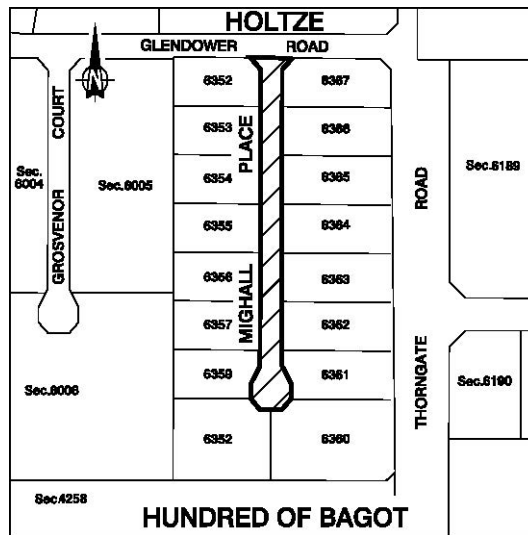 HOLTZE
GLENDOWER ROAD
N
6352 6367
6353 6366
6354 6365
6355 6364
6356 6363
6357 6362
6359 6361
6352 6360
PLACE
MIGHALL
COURT
GROSVENOR
Sec.
6004
Sec.6005
Sec.6006
ROAD
THORNGATE
Sec.6189
Sec.6190
Sec.4258
HUNDRED OF BAGOT